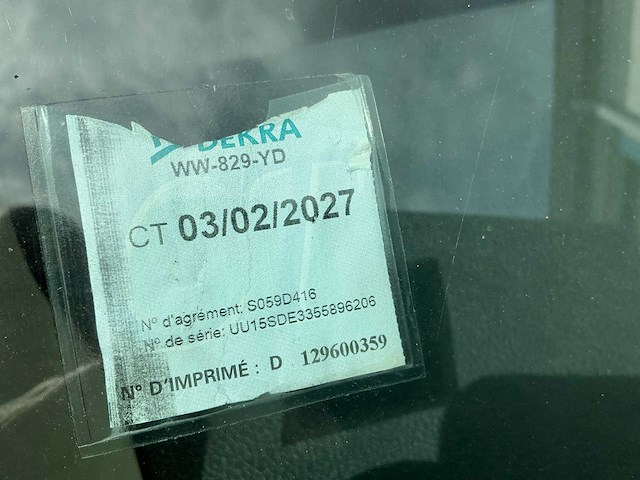 DEKRA
WW-829-YD
CT 03/02/2027
N° d'agrément: S059D416
N° de série: UU15SDE3355896206
N° D'IMPRIMÉ : D 129600359